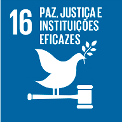 16 PAZ, JUSTIÇA E
INSTITUIÇÕES
EFICAZES